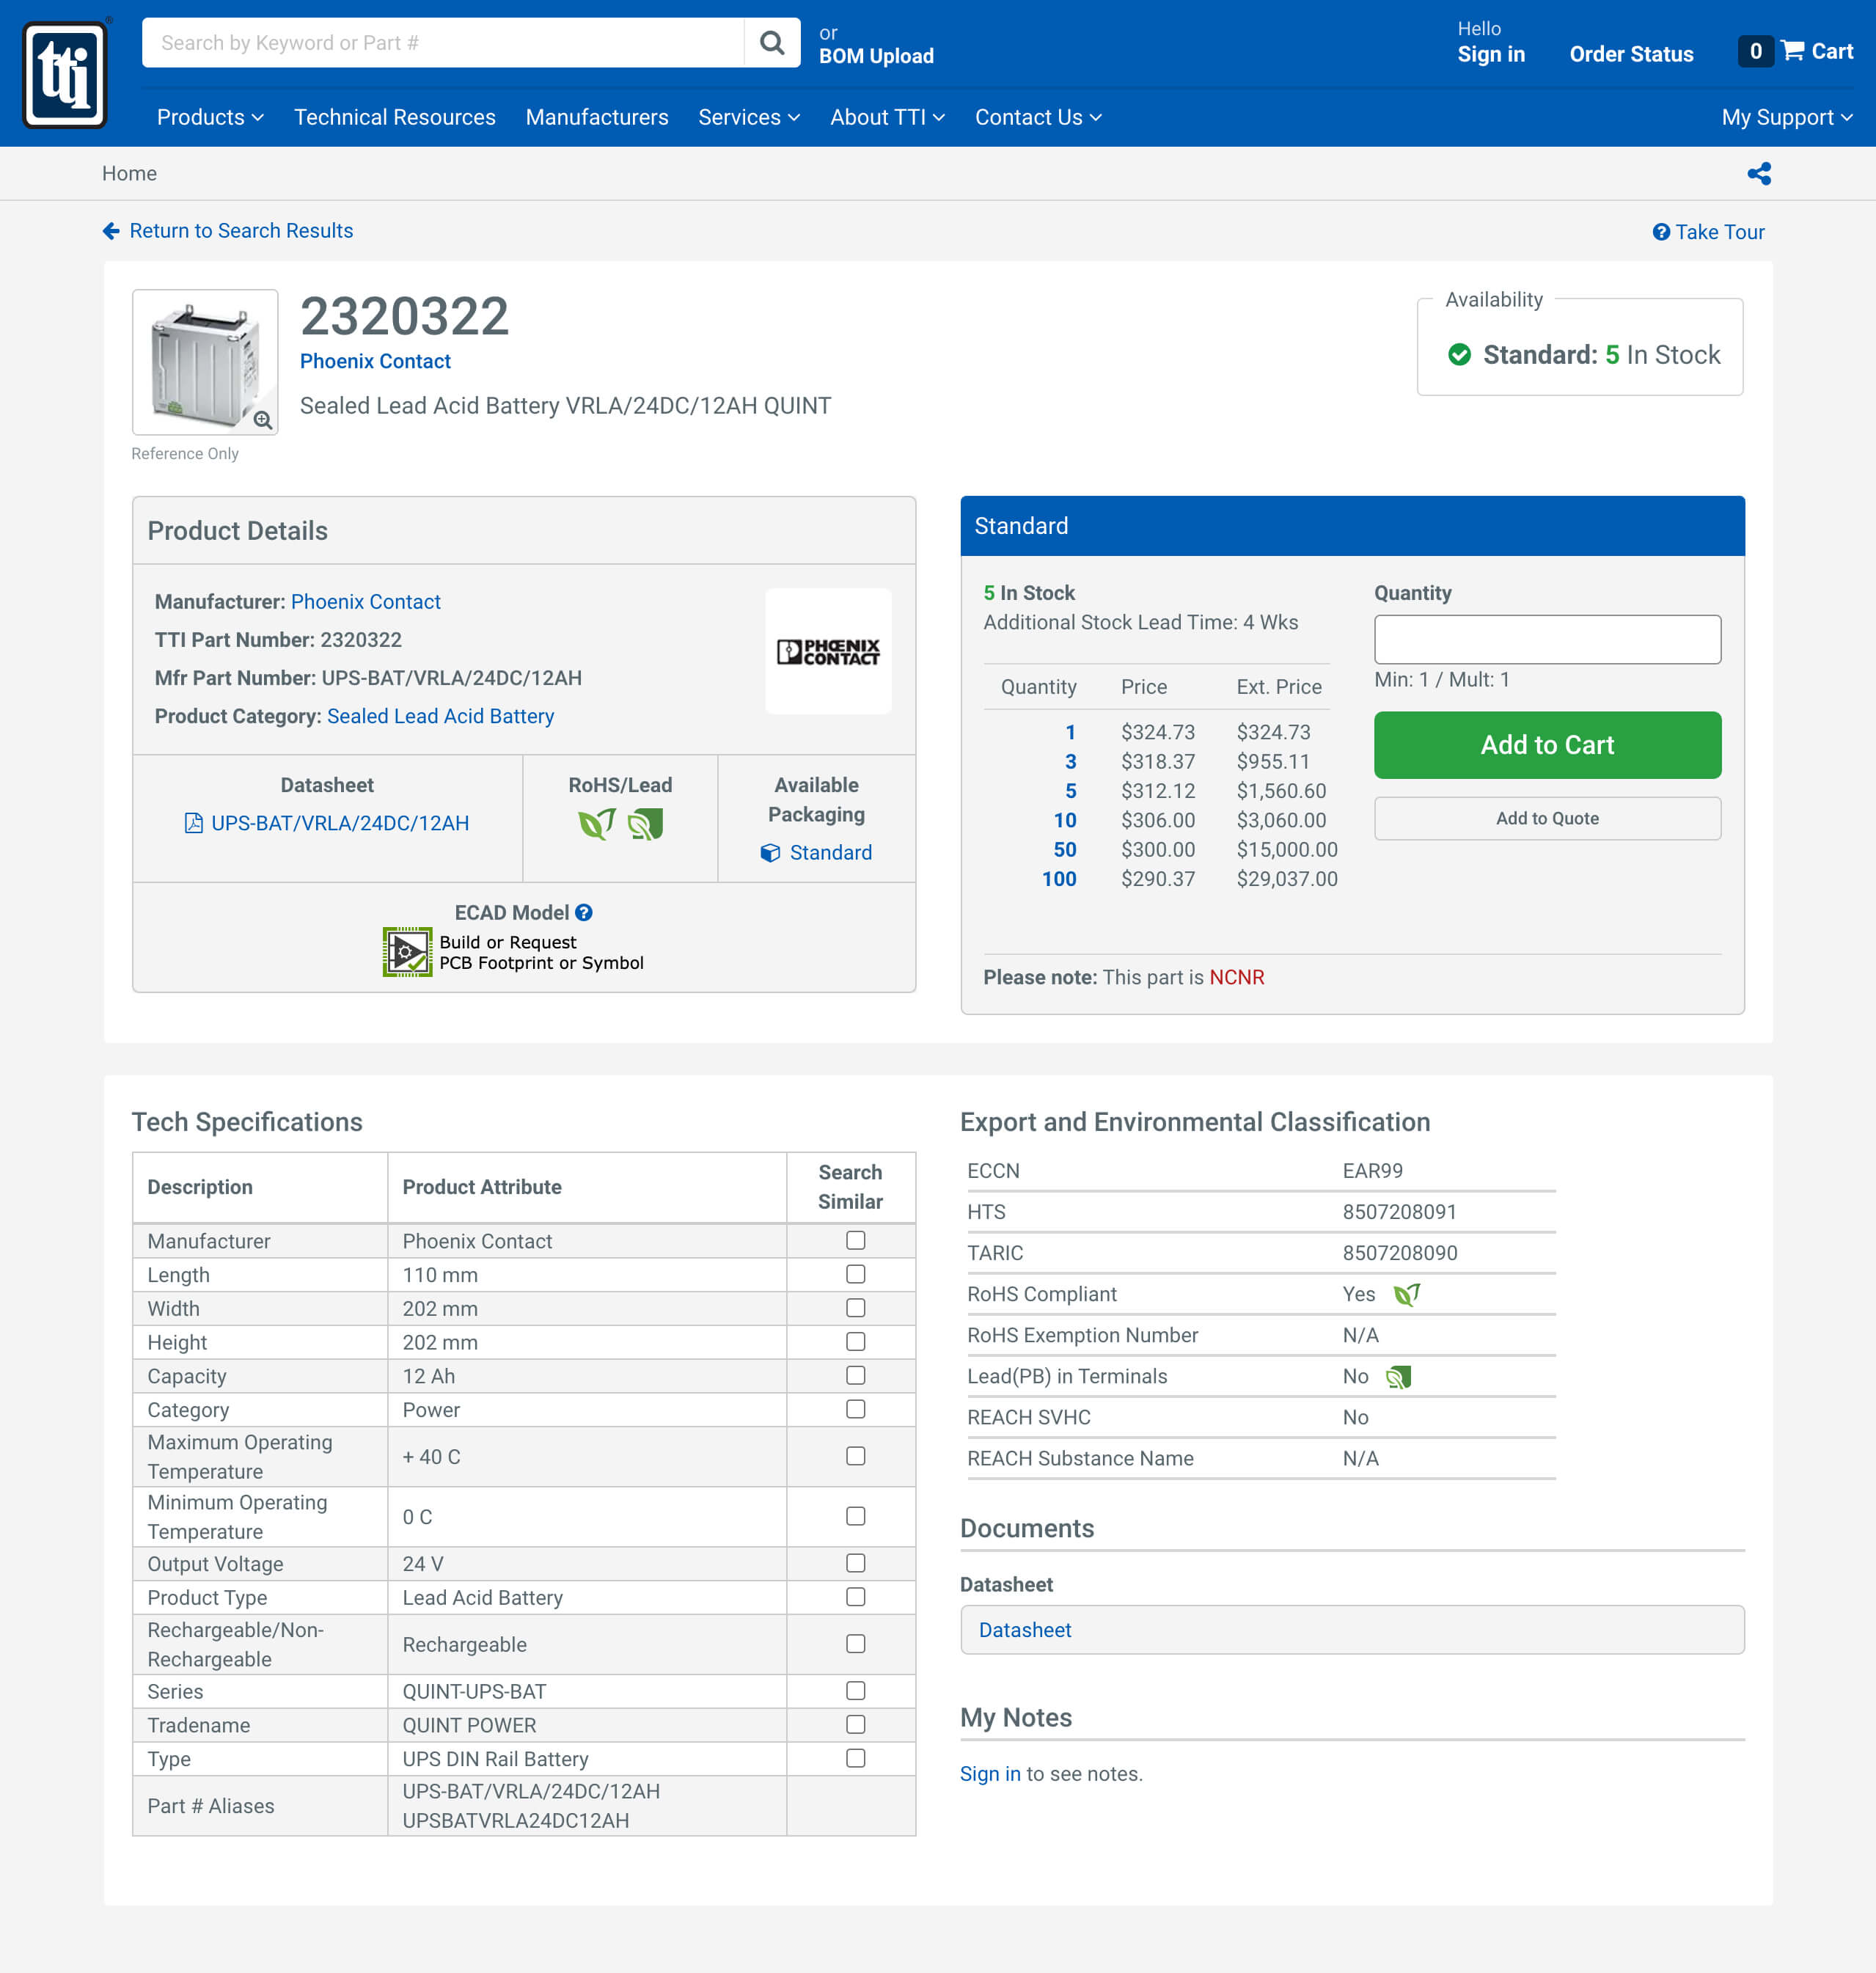 tti
®
Search by Keyword or Part #
or
BOM Upload
Hello
Sign in
Order Status
0 Cart
Products
Technical Resources
Manufacturers
Services
About TTI
Contact Us
My Support
Home
Return to Search Results
Take Tour
2320322
Phoenix Contact
Sealed Lead Acid Battery VRLA/24DC/12AH QUINT
Reference Only
Availability
Standard: 5 In Stock
Product Details
Manufacturer: Phoenix Contact
TTI Part Number: 2320322
Mfr Part Number: UPS-BAT/VRLA/24DC/12AH
Product Category: Sealed Lead Acid Battery
PHŒNIX
CONTACT
Datasheet
UPS-BAT/VRLA/24DC/12AH
RoHS/Lead
Available
Packaging
Standard
ECAD Model
Build or Request
PCB Footprint or Symbol
Standard
5 In Stock
Additional Stock Lead Time: 4 Wks
Quantity Price Ext. Price
1 $324.73 $324.73
3 $318.37 $955.11
5 $312.12 $1,560.60
10 $306.00 $3,060.00
50 $300.00 $15,000.00
100 $290.37 $29,037.00
Quantity
Min: 1 / Mult: 1
Add to Cart
Add to Quote
Please note: This part is NCNR
Tech Specifications
Description Product Attribute Search
Similar
Manufacturer Phoenix Contact
Length 110 mm
Width 202 mm
Height 202 mm
Capacity 12 Ah
Category Power
Maximum Operating
Temperature + 40 C
Minimum Operating
Temperature 0 C
Output Voltage 24 V
Product Type Lead Acid Battery
Rechargeable/Non-
Rechargeable Rechargeable
Series QUINT-UPS-BAT
Tradename QUINT POWER
Type UPS DIN Rail Battery
Part # Aliases UPS-BAT/VRLA/24DC/12AH
UPSBATVRLA24DC12AH
Export and Environmental Classification
ECCN EAR99
HTS 8507208091
TARIC 8507208090
RoHS Compliant Yes
RoHS Exemption Number N/A
Lead(PB) in Terminals No
REACH SVHC No
REACH Substance Name N/A
Documents
Datasheet
Datasheet
My Notes
Sign in to see notes.